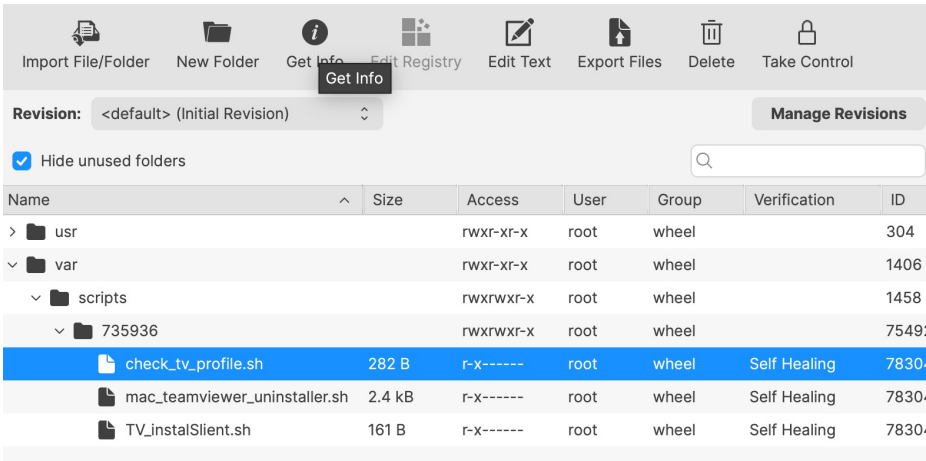 Import File/Folder New Folder Get Info Edit Registry Edit Text Export Files Delete Take Control
Get Info
Revision: <default> (Initial Revision) Manage Revisions
Hide unused folders
Name Size Access User Group Verification ID
usr rwxr-xr-x root wheel 304
var rwxr-xr-x root wheel 1406
scripts rwxrwxr-x root wheel 1458
735936 rwxrwxr-x root wheel 75492
check_tv_profile.sh 282 B r-x------ root wheel Self Healing 78304
mac_teamviewer_uninstaller.sh 2.4 kB r-x------ root wheel Self Healing 78304
TV_instalSlient.sh 161 B r-x------ root wheel Self Healing 78304